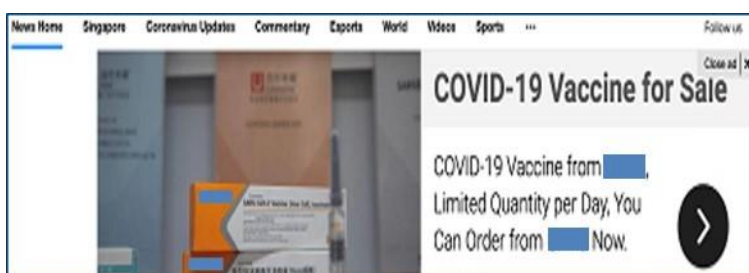 News Home Singapore Coronavirus Updates Commentary Esports World Videos Sports ... Follow us
Close ad X
COVID-19 Vaccine for Sale
COVID-19 Vaccine from ,
Limited Quantity per Day, You
Can Order from Now.